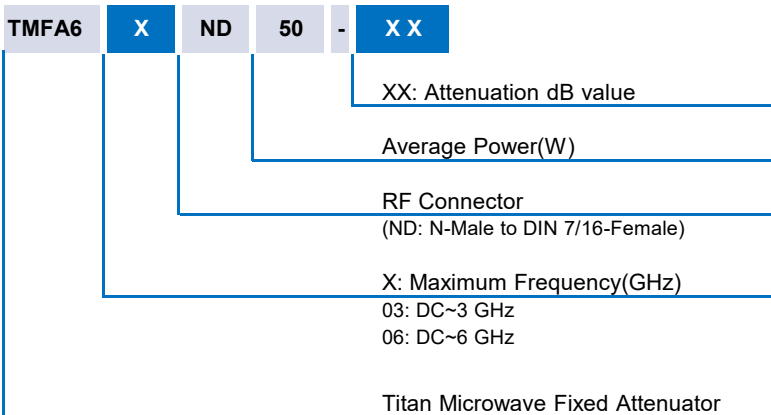 TMFA6 X ND 50 - X X
XX: Attenuation dB value
Average Power(W)
RF Connector
(ND: N-Male to DIN 7/16-Female)
X: Maximum Frequency(GHz)
03: DC~3 GHz
06: DC~6 GHz
Titan Microwave Fixed Attenuator